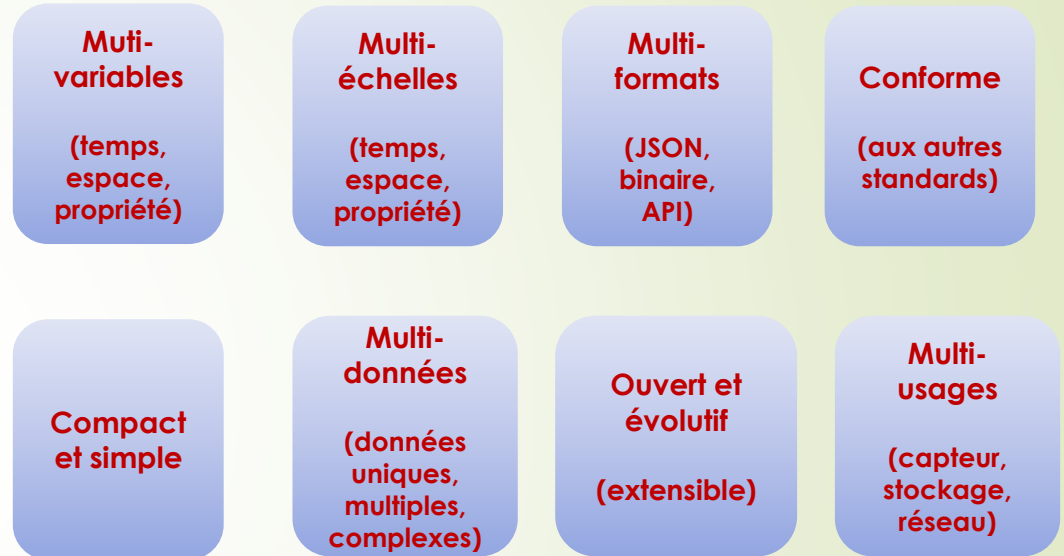 Muti-
variables
(temps,
espace,
propriété)
Multi-
échelles
(temps,
espace,
propriété)
Multi-
formats
(JSON,
binaire,
API)
Conforme
(aux autres
standards)
Compact
et simple
Multi-
données
(données
uniques,
multiples,
complexes)
Ouvert et
évolutif
(extensible)
Multi-
usages
(capteur,
stockage,
réseau)